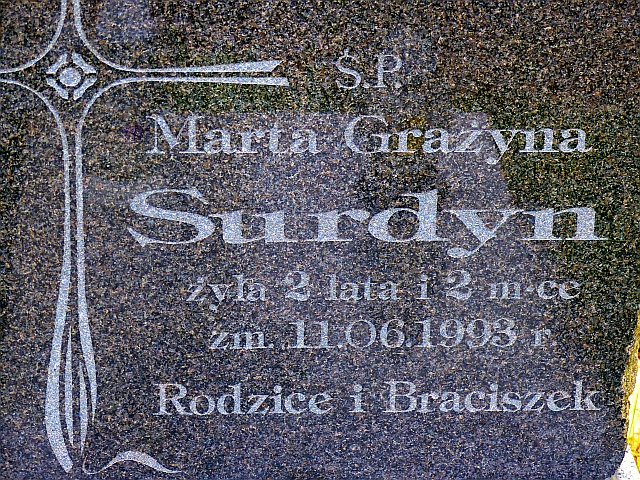 Ś.P.
Marta Grażyna
Surdyn
żyła 2 lata i 2 m-ce
zm. 11.06.1993 r.
Rodzice i Braciszek